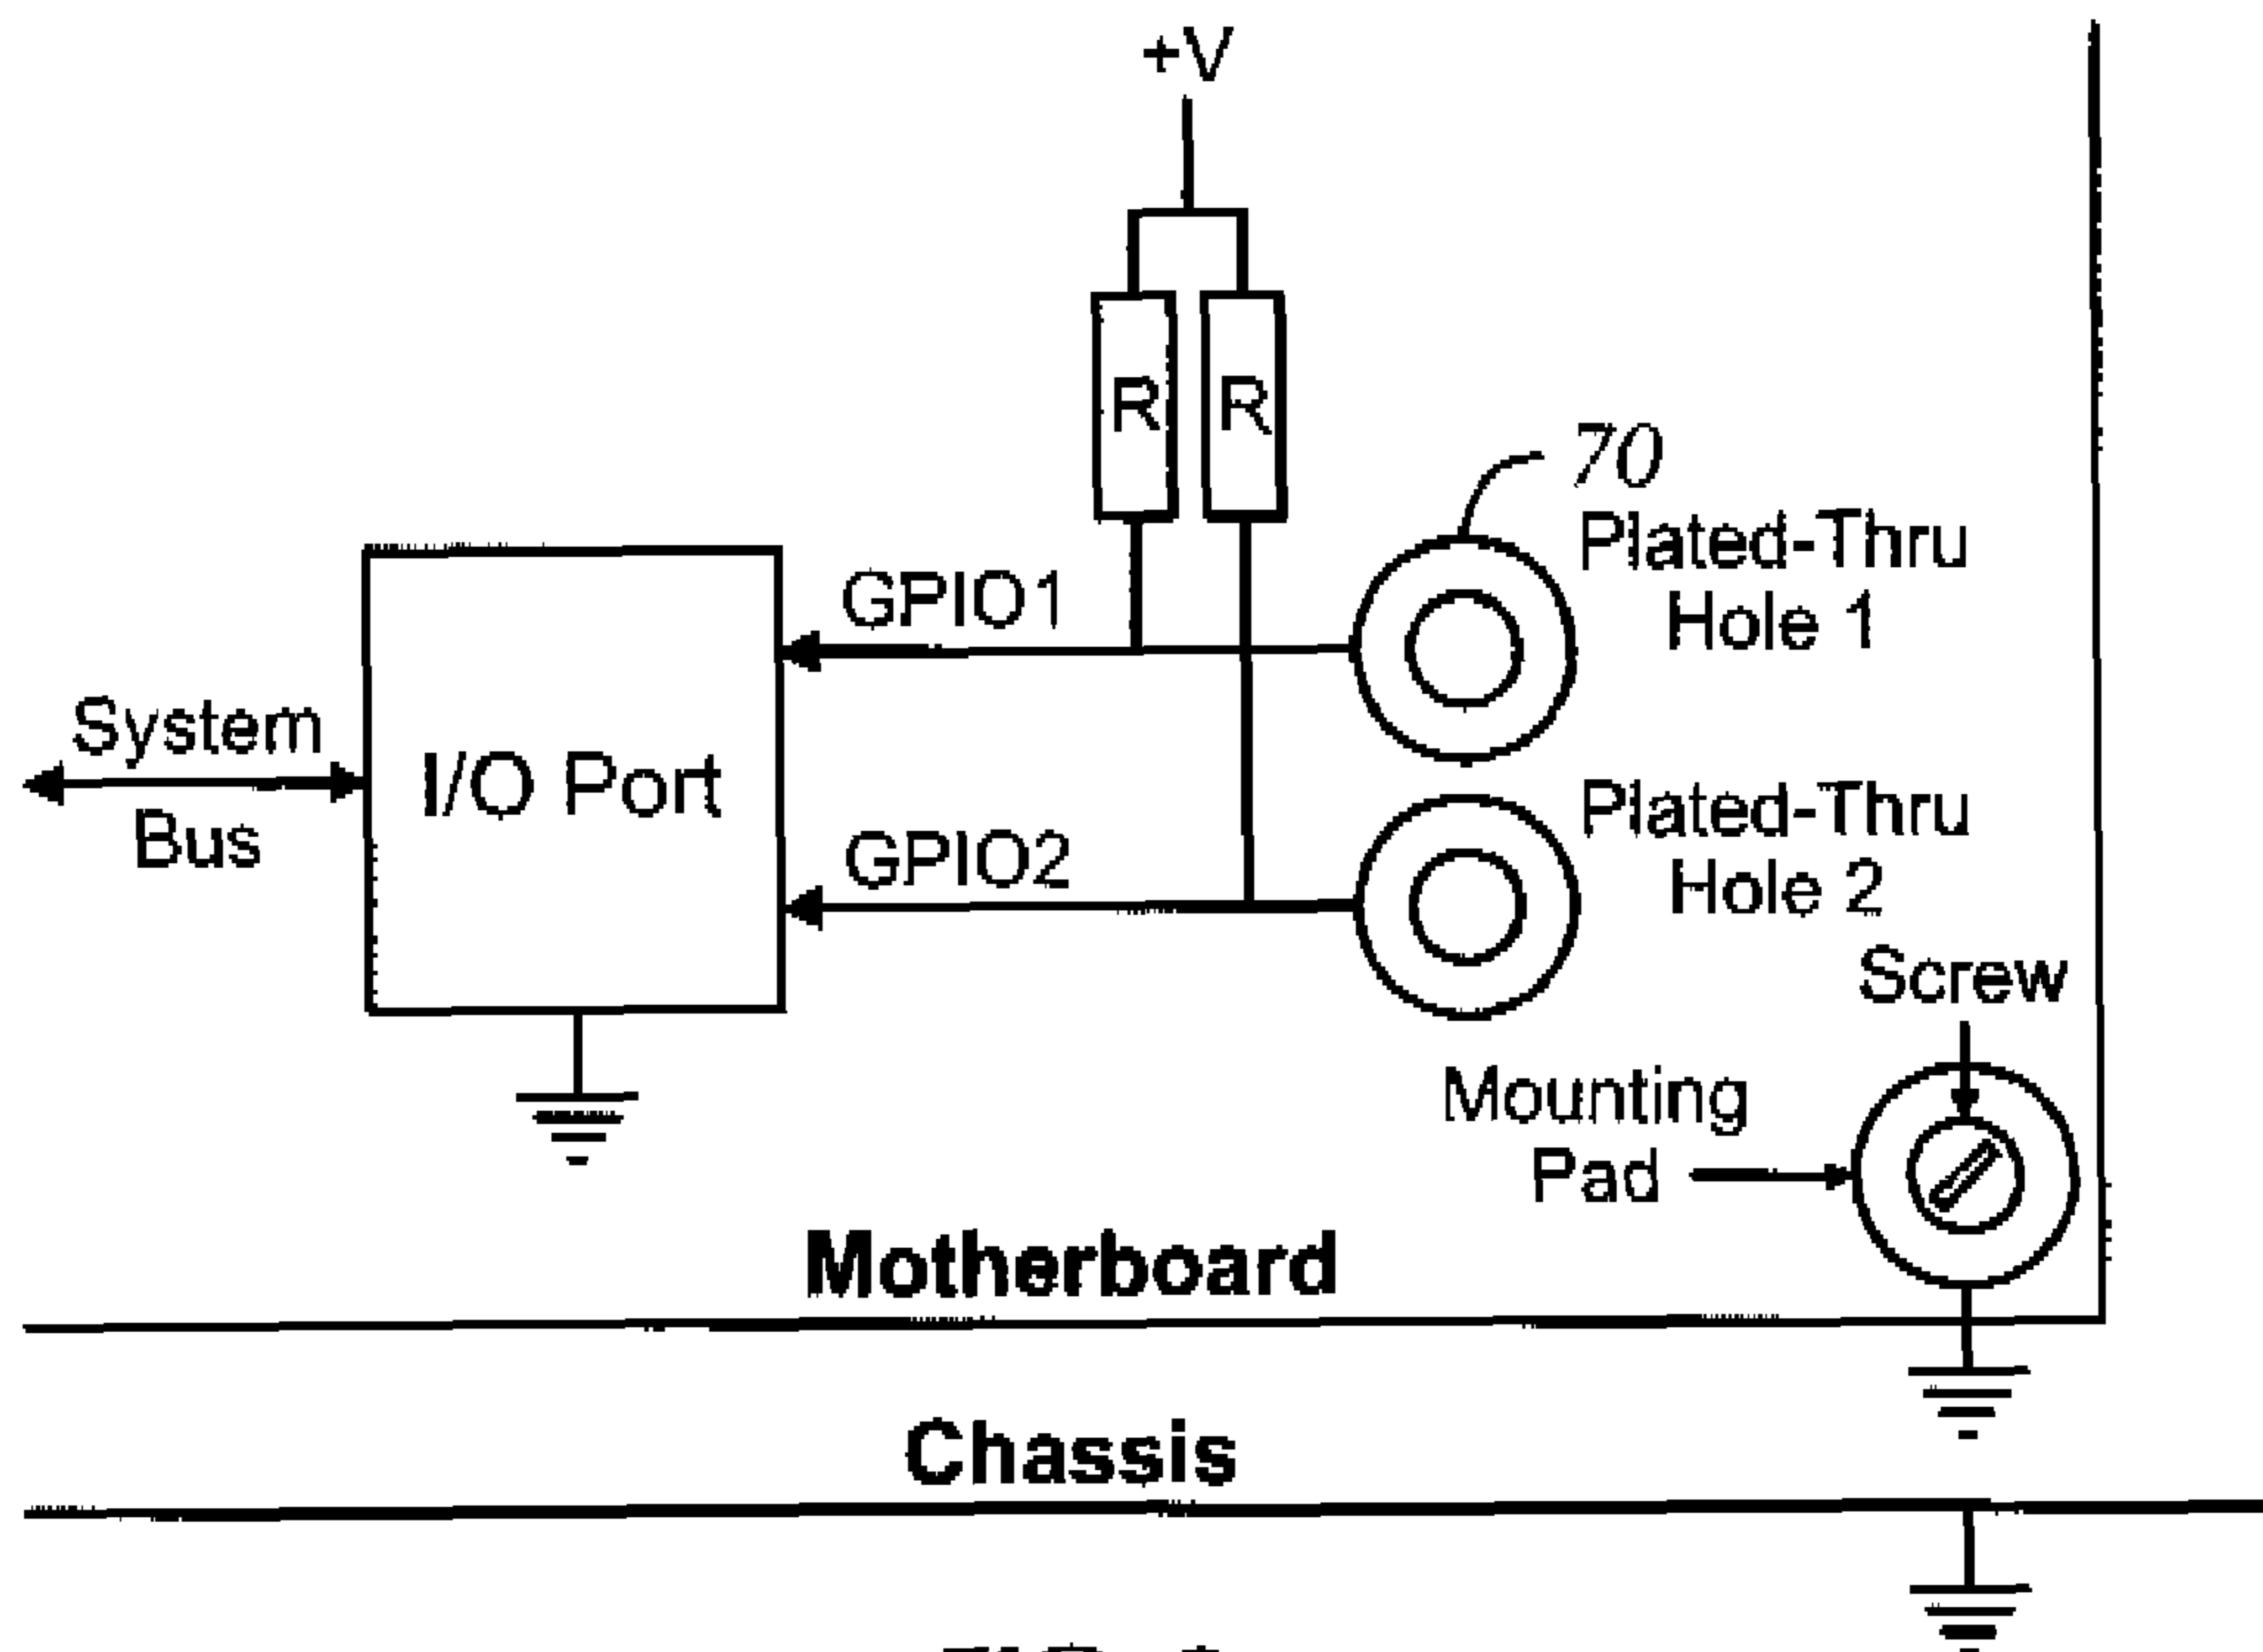 +V
R
R
70
Plated-Thru
Hole 1
GPIO1
System
Bus
I/O Port
Plated-Thru
Hole 2
GPIO2
Screw
Mounting
Pad
Motherboard
Chassis